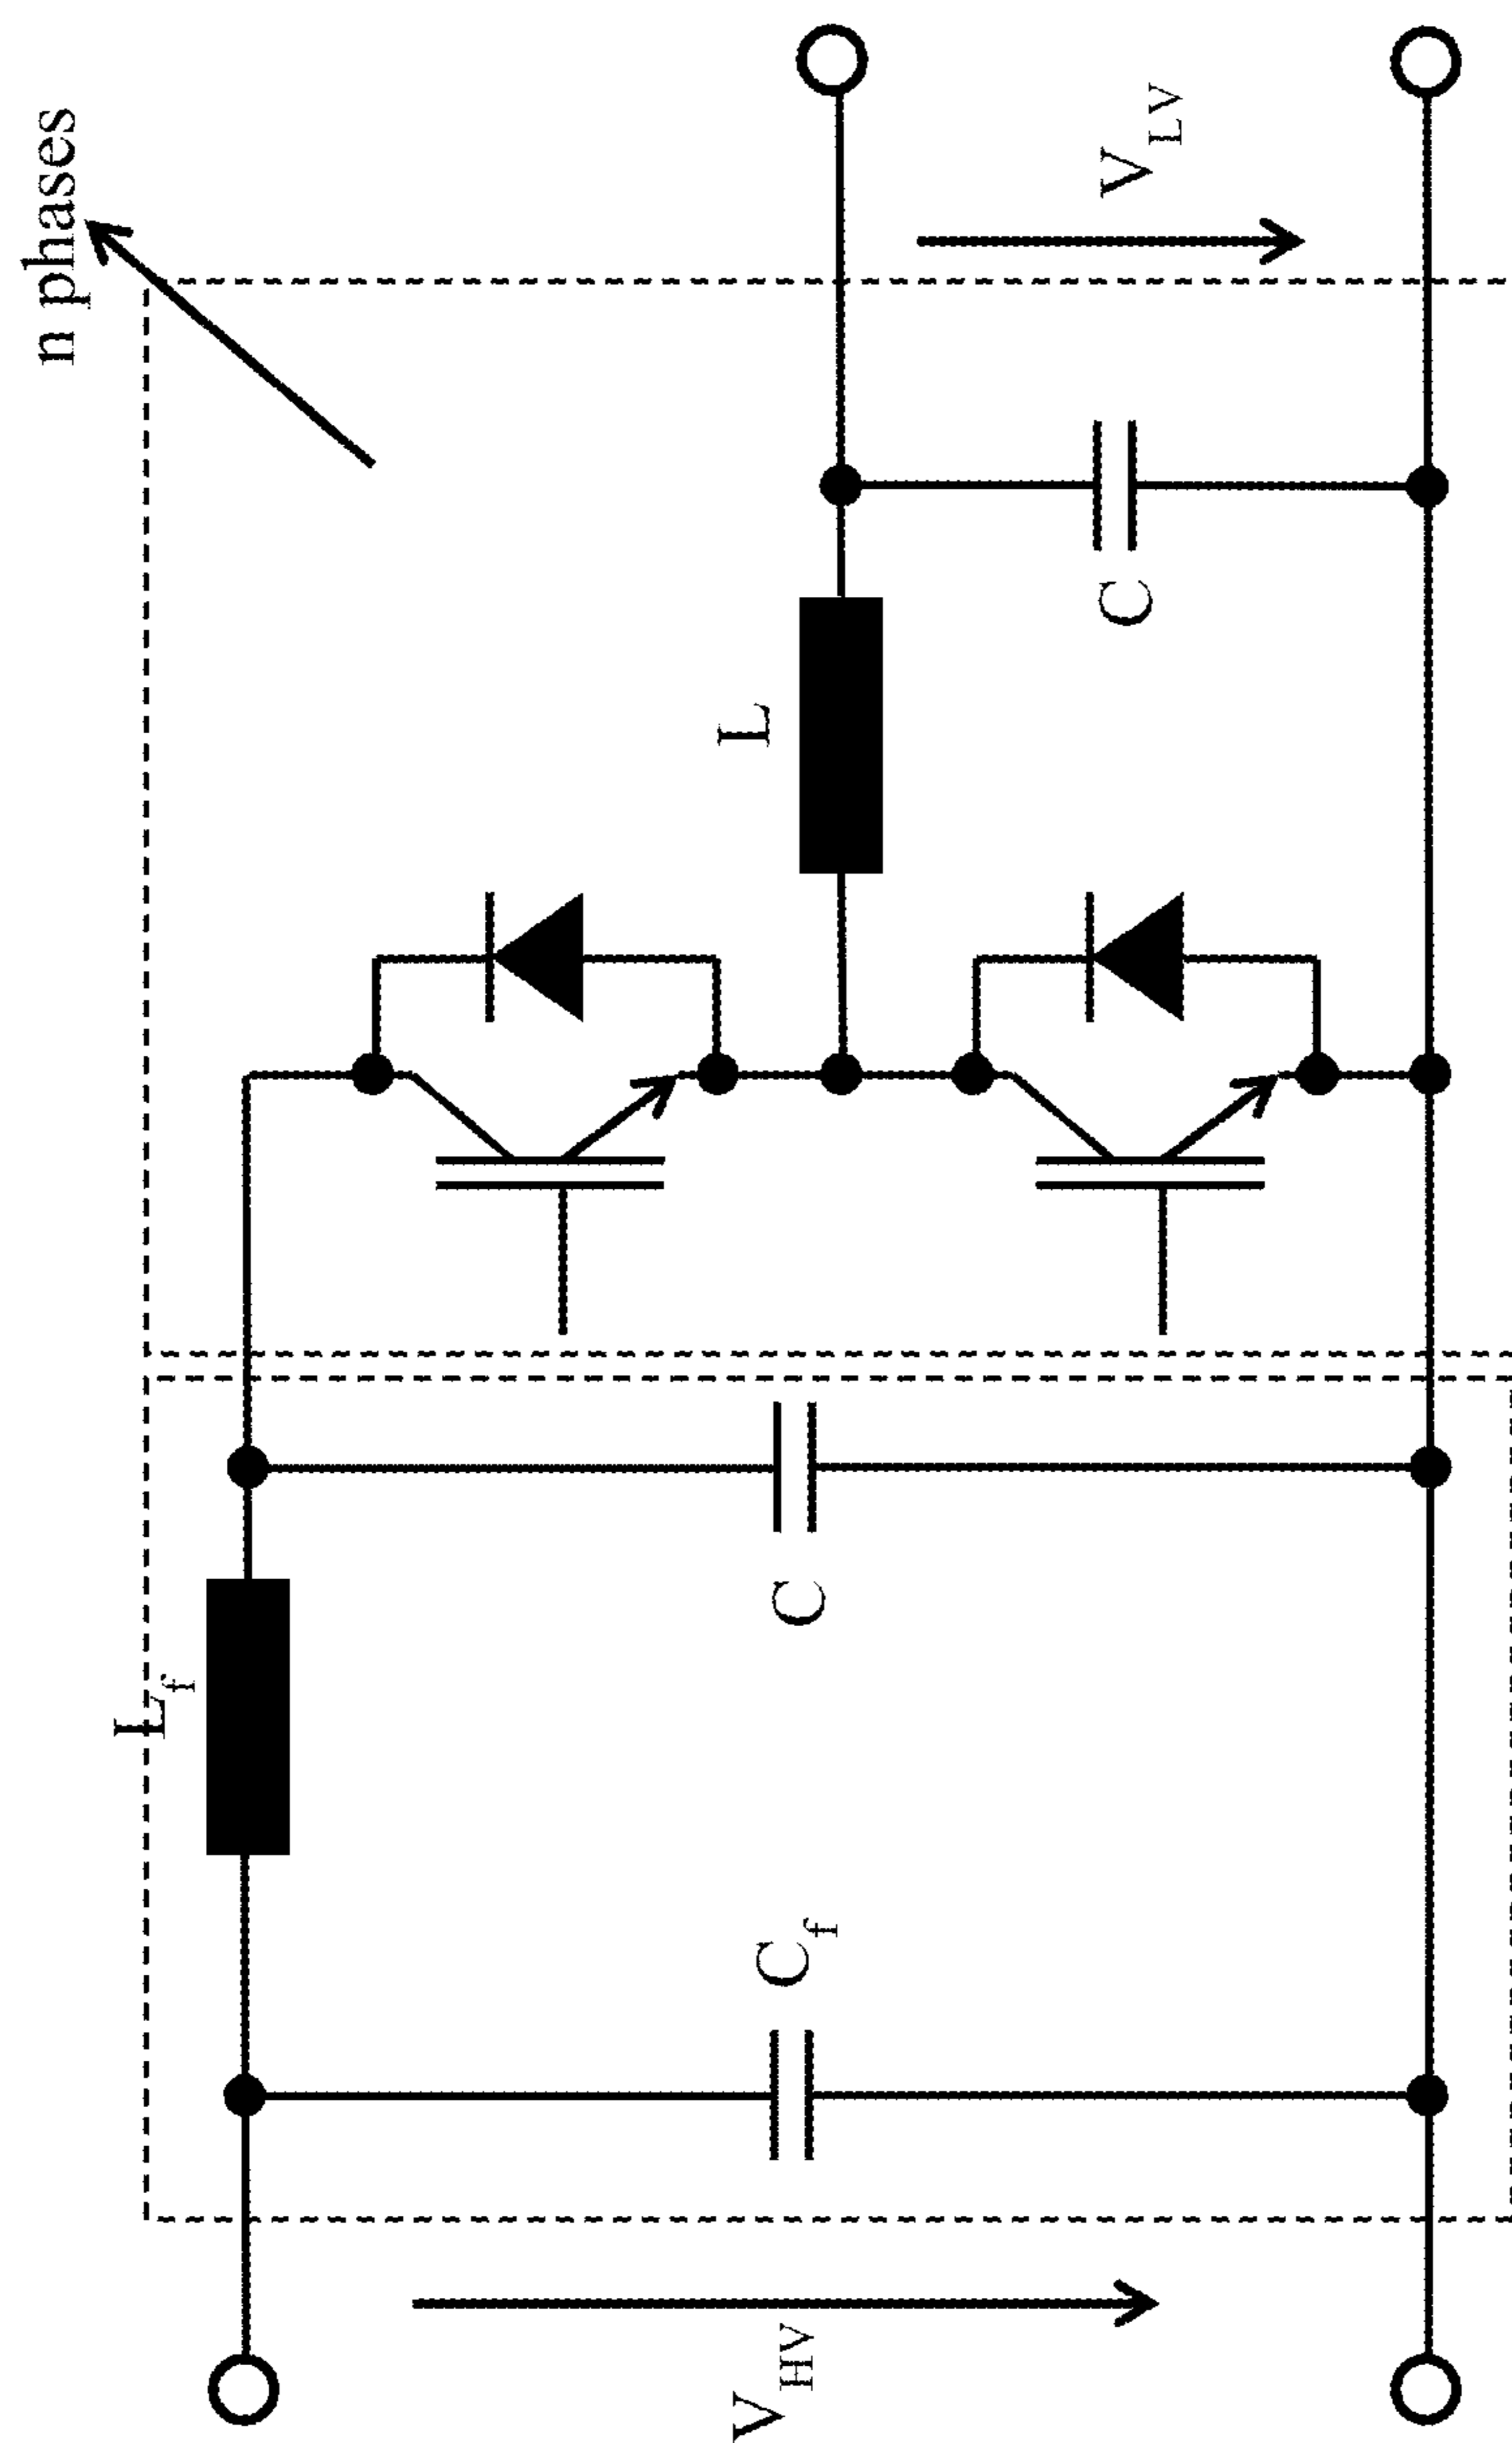 n phases
V_HV
C_f
L_f
C
L
C
V_LV